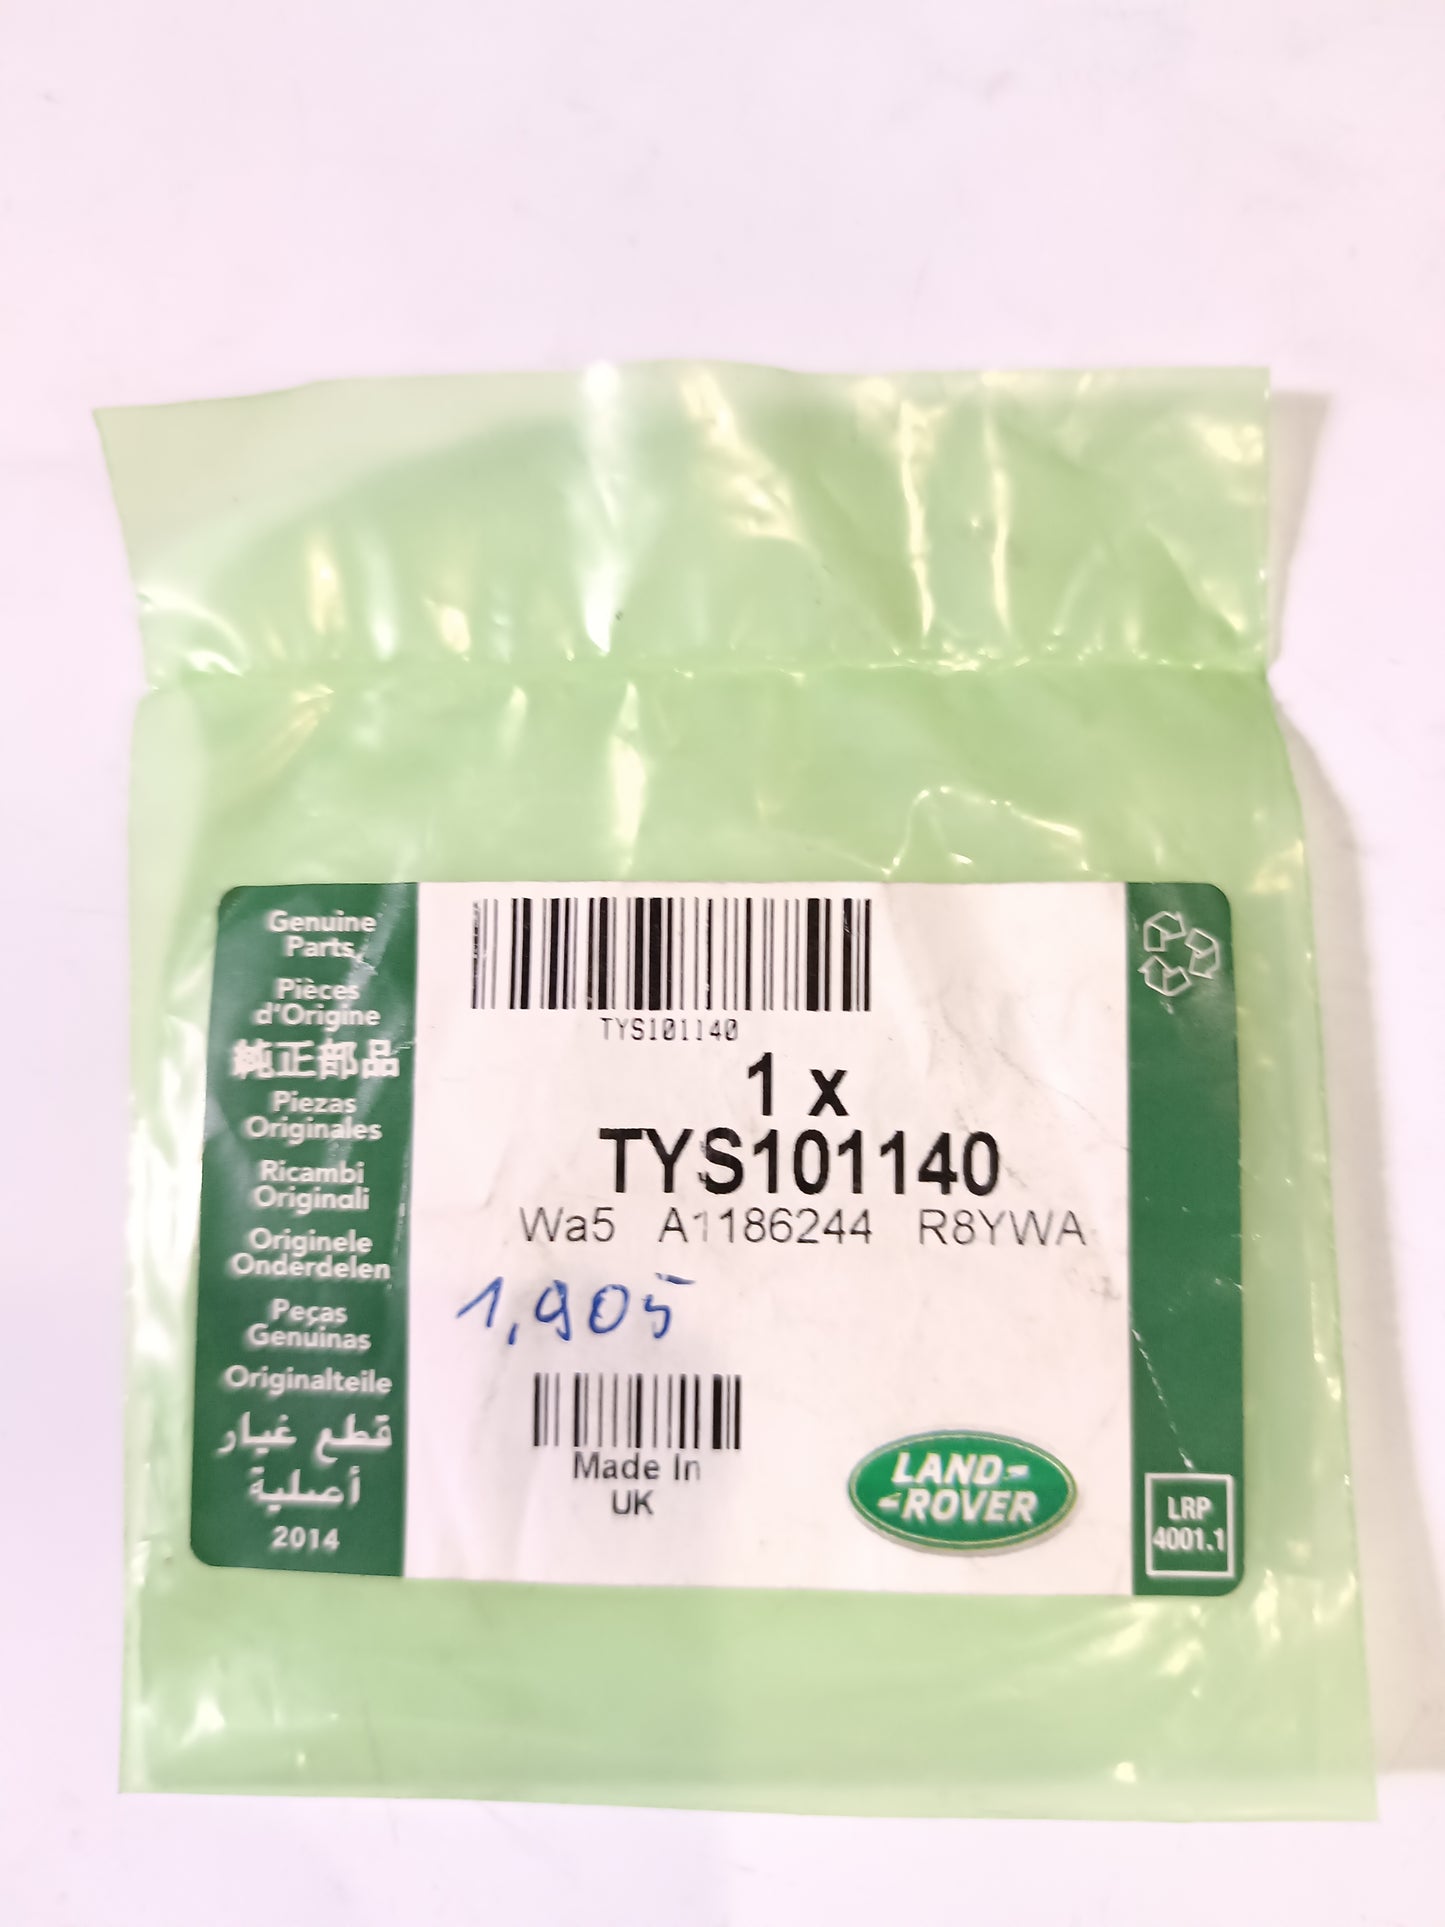 Genuine
Parts
Pièces
d'Origine
純正部品
Piezas
Originales
Ricambi
Originali
Originele
Onderdelen
Peças
Genuinas
Originalteile
قطع غيار
أصلية
2014
TYS101140
1 x
TYS101140
Wa5 A1186244 R8YWA
1,905
Made In
UK
LAND-
-ROVER
LRP
4001.1